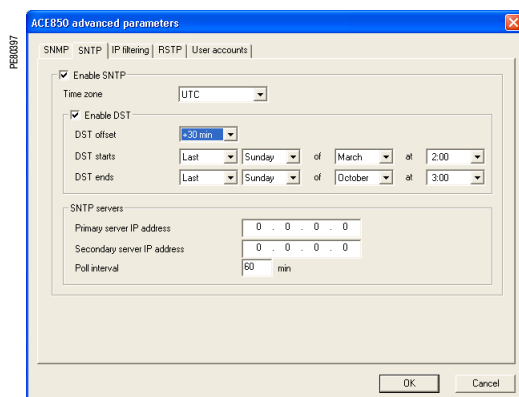 PE80397
ACE850 advanced parameters
SNMP SNTP IP filtering RSTP User accounts
Enable SNTP
Time zone UTC
Enable DST
DST offset +30 min
DST starts Last Sunday of March at 2:00
DST ends Last Sunday of October at 3:00
SNTP servers
Primary server IP address 0 . 0 . 0 . 0
Secondary server IP address 0 . 0 . 0 . 0
Poll interval 60 min
OK Cancel